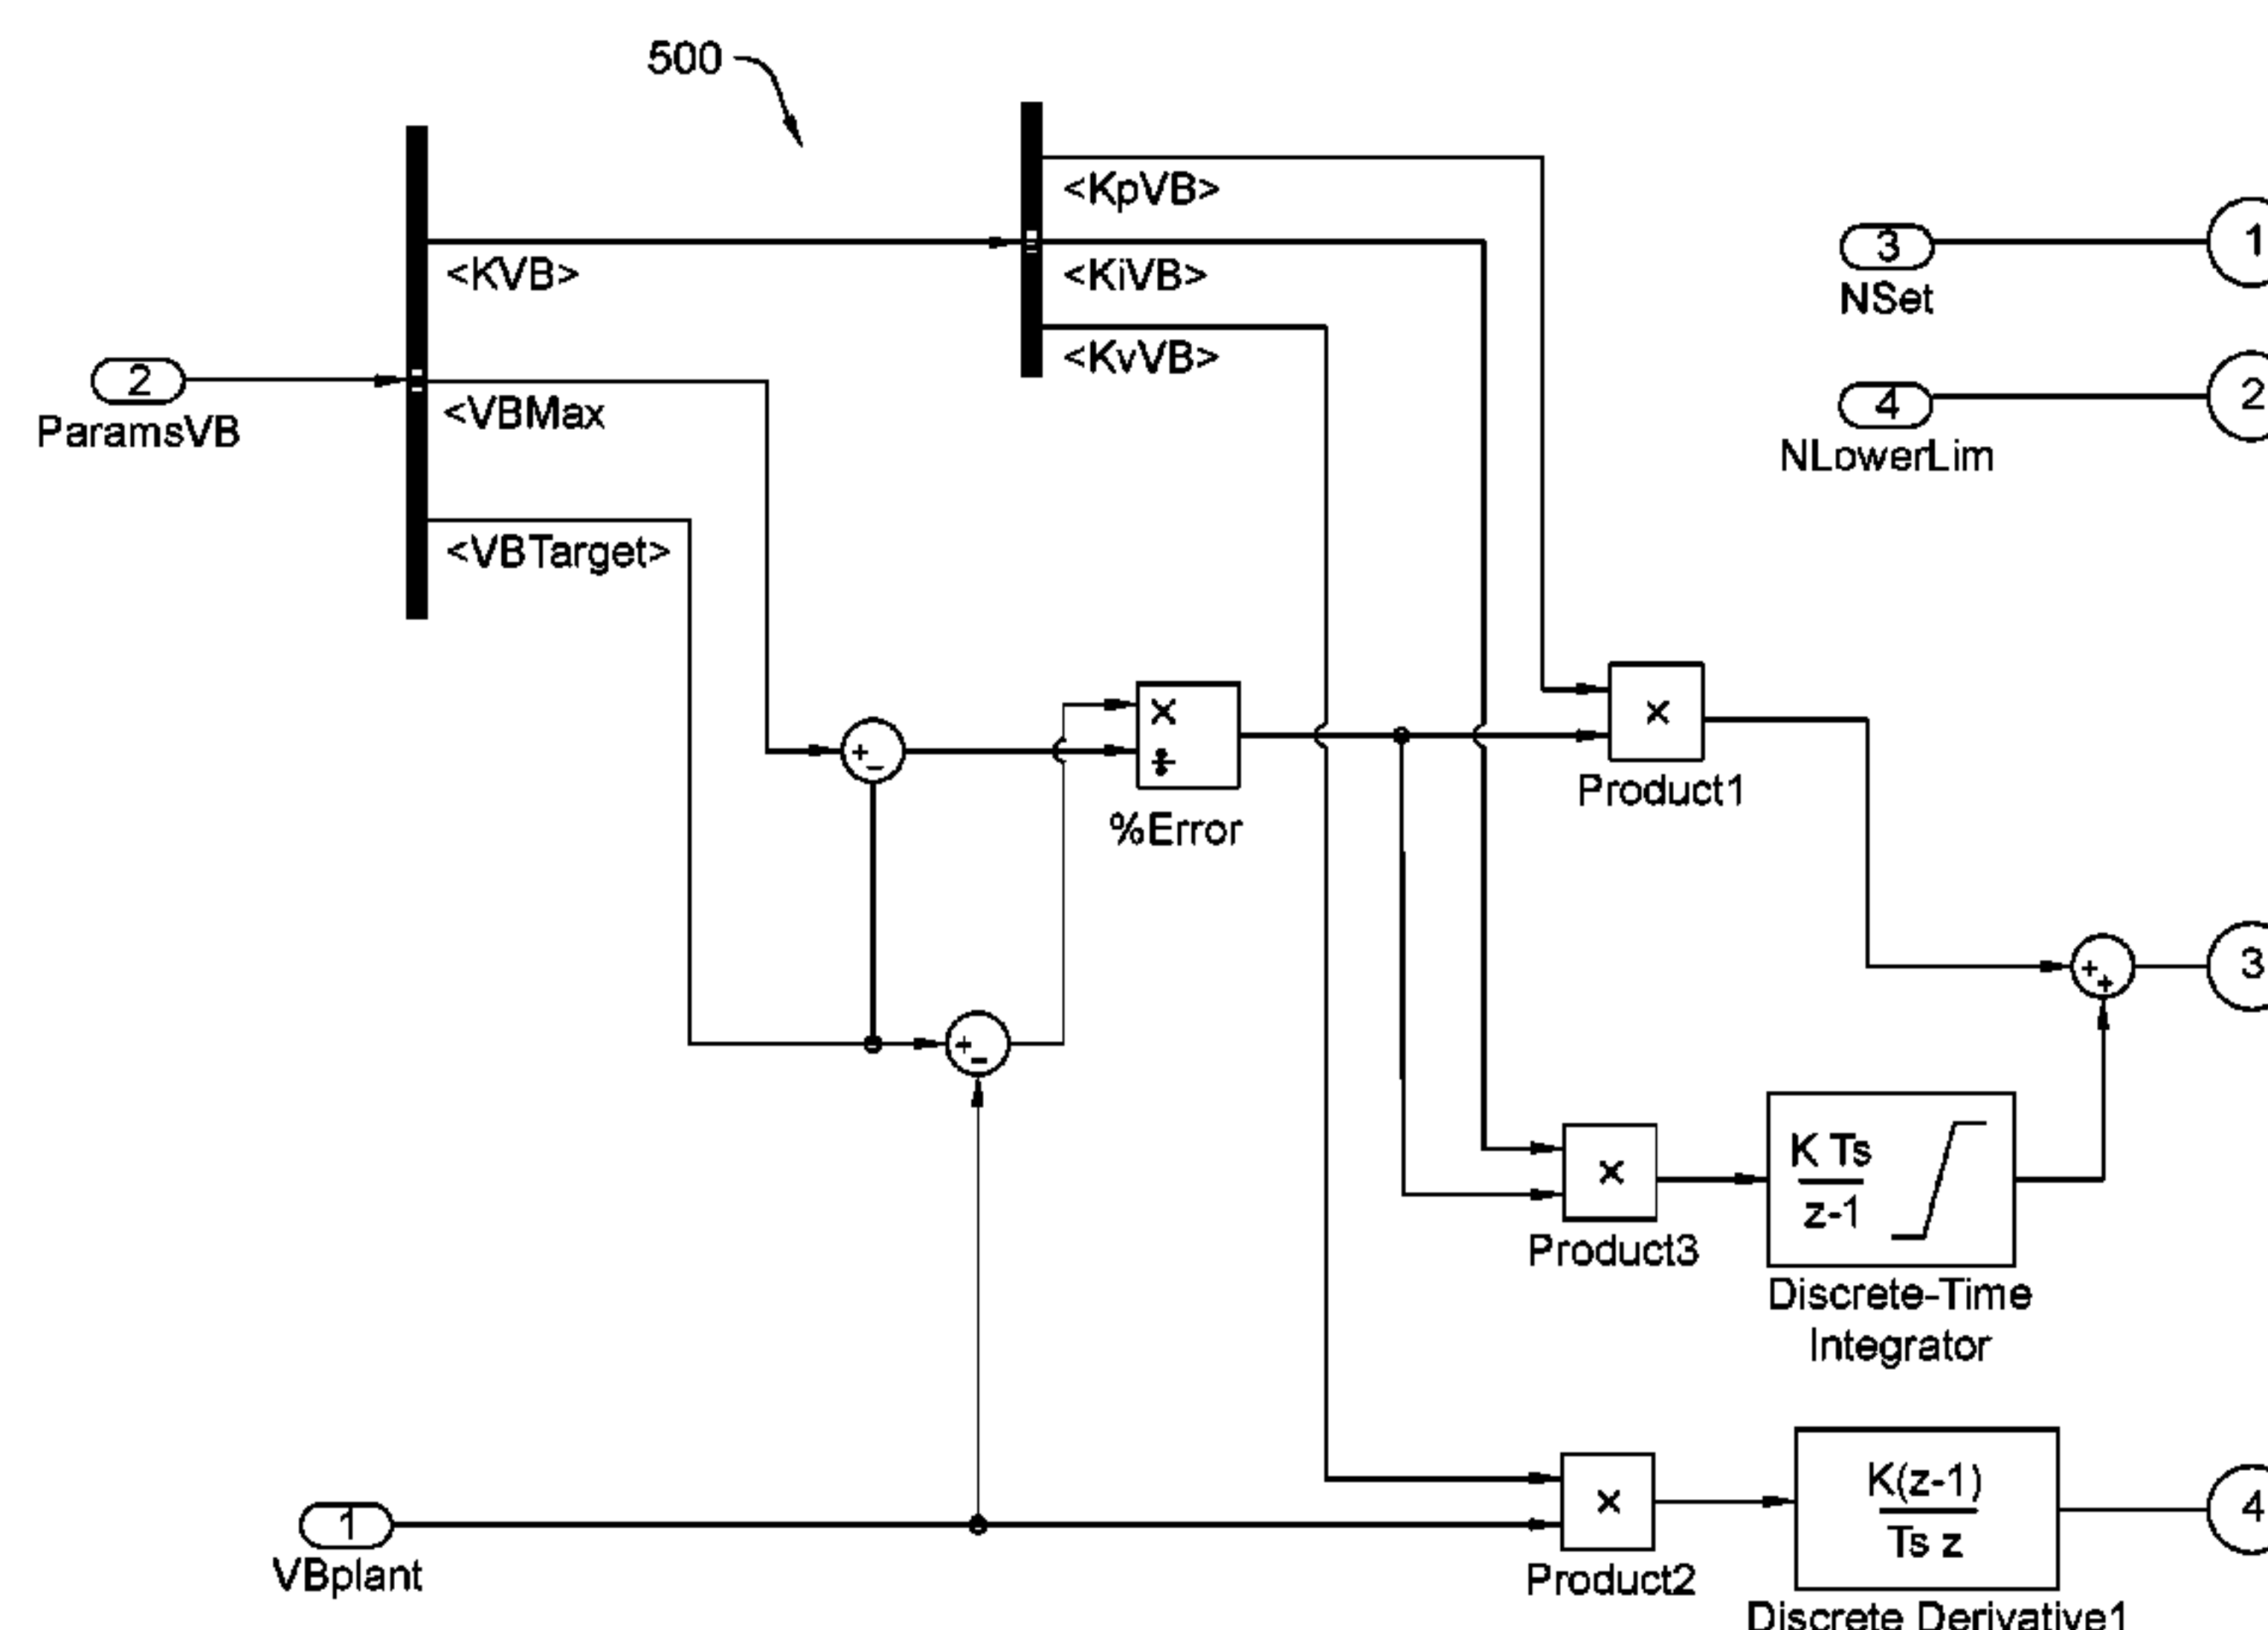 500
<KpVB>
<KiVB>
<KvVB>
<KVB>
<VBMax
<VBTarget>
2
ParamsVB
3
NSet
1
4
NLowerLim
2
+
−
×
÷
%Error
×
Product1
+
−
+
+
3
×
Product3
K Ts
z-1
Discrete-Time
Integrator
1
VBplant
×
Product2
K(z-1)
Ts z
Discrete Derivative1
4